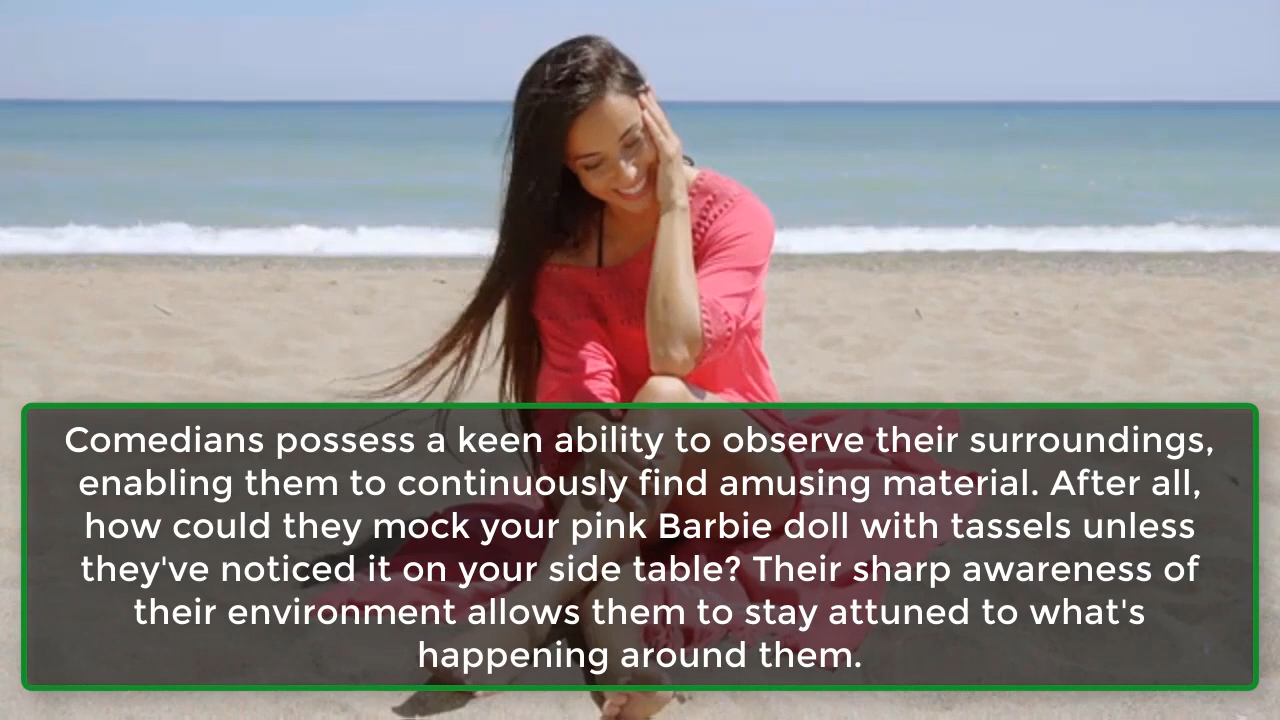 Comedians possess a keen ability to observe their surroundings,
enabling them to continuously find amusing material. After all,
how could they mock your pink Barbie doll with tassels unless
they've noticed it on your side table? Their sharp awareness of
their environment allows them to stay attuned to what's
happening around them.